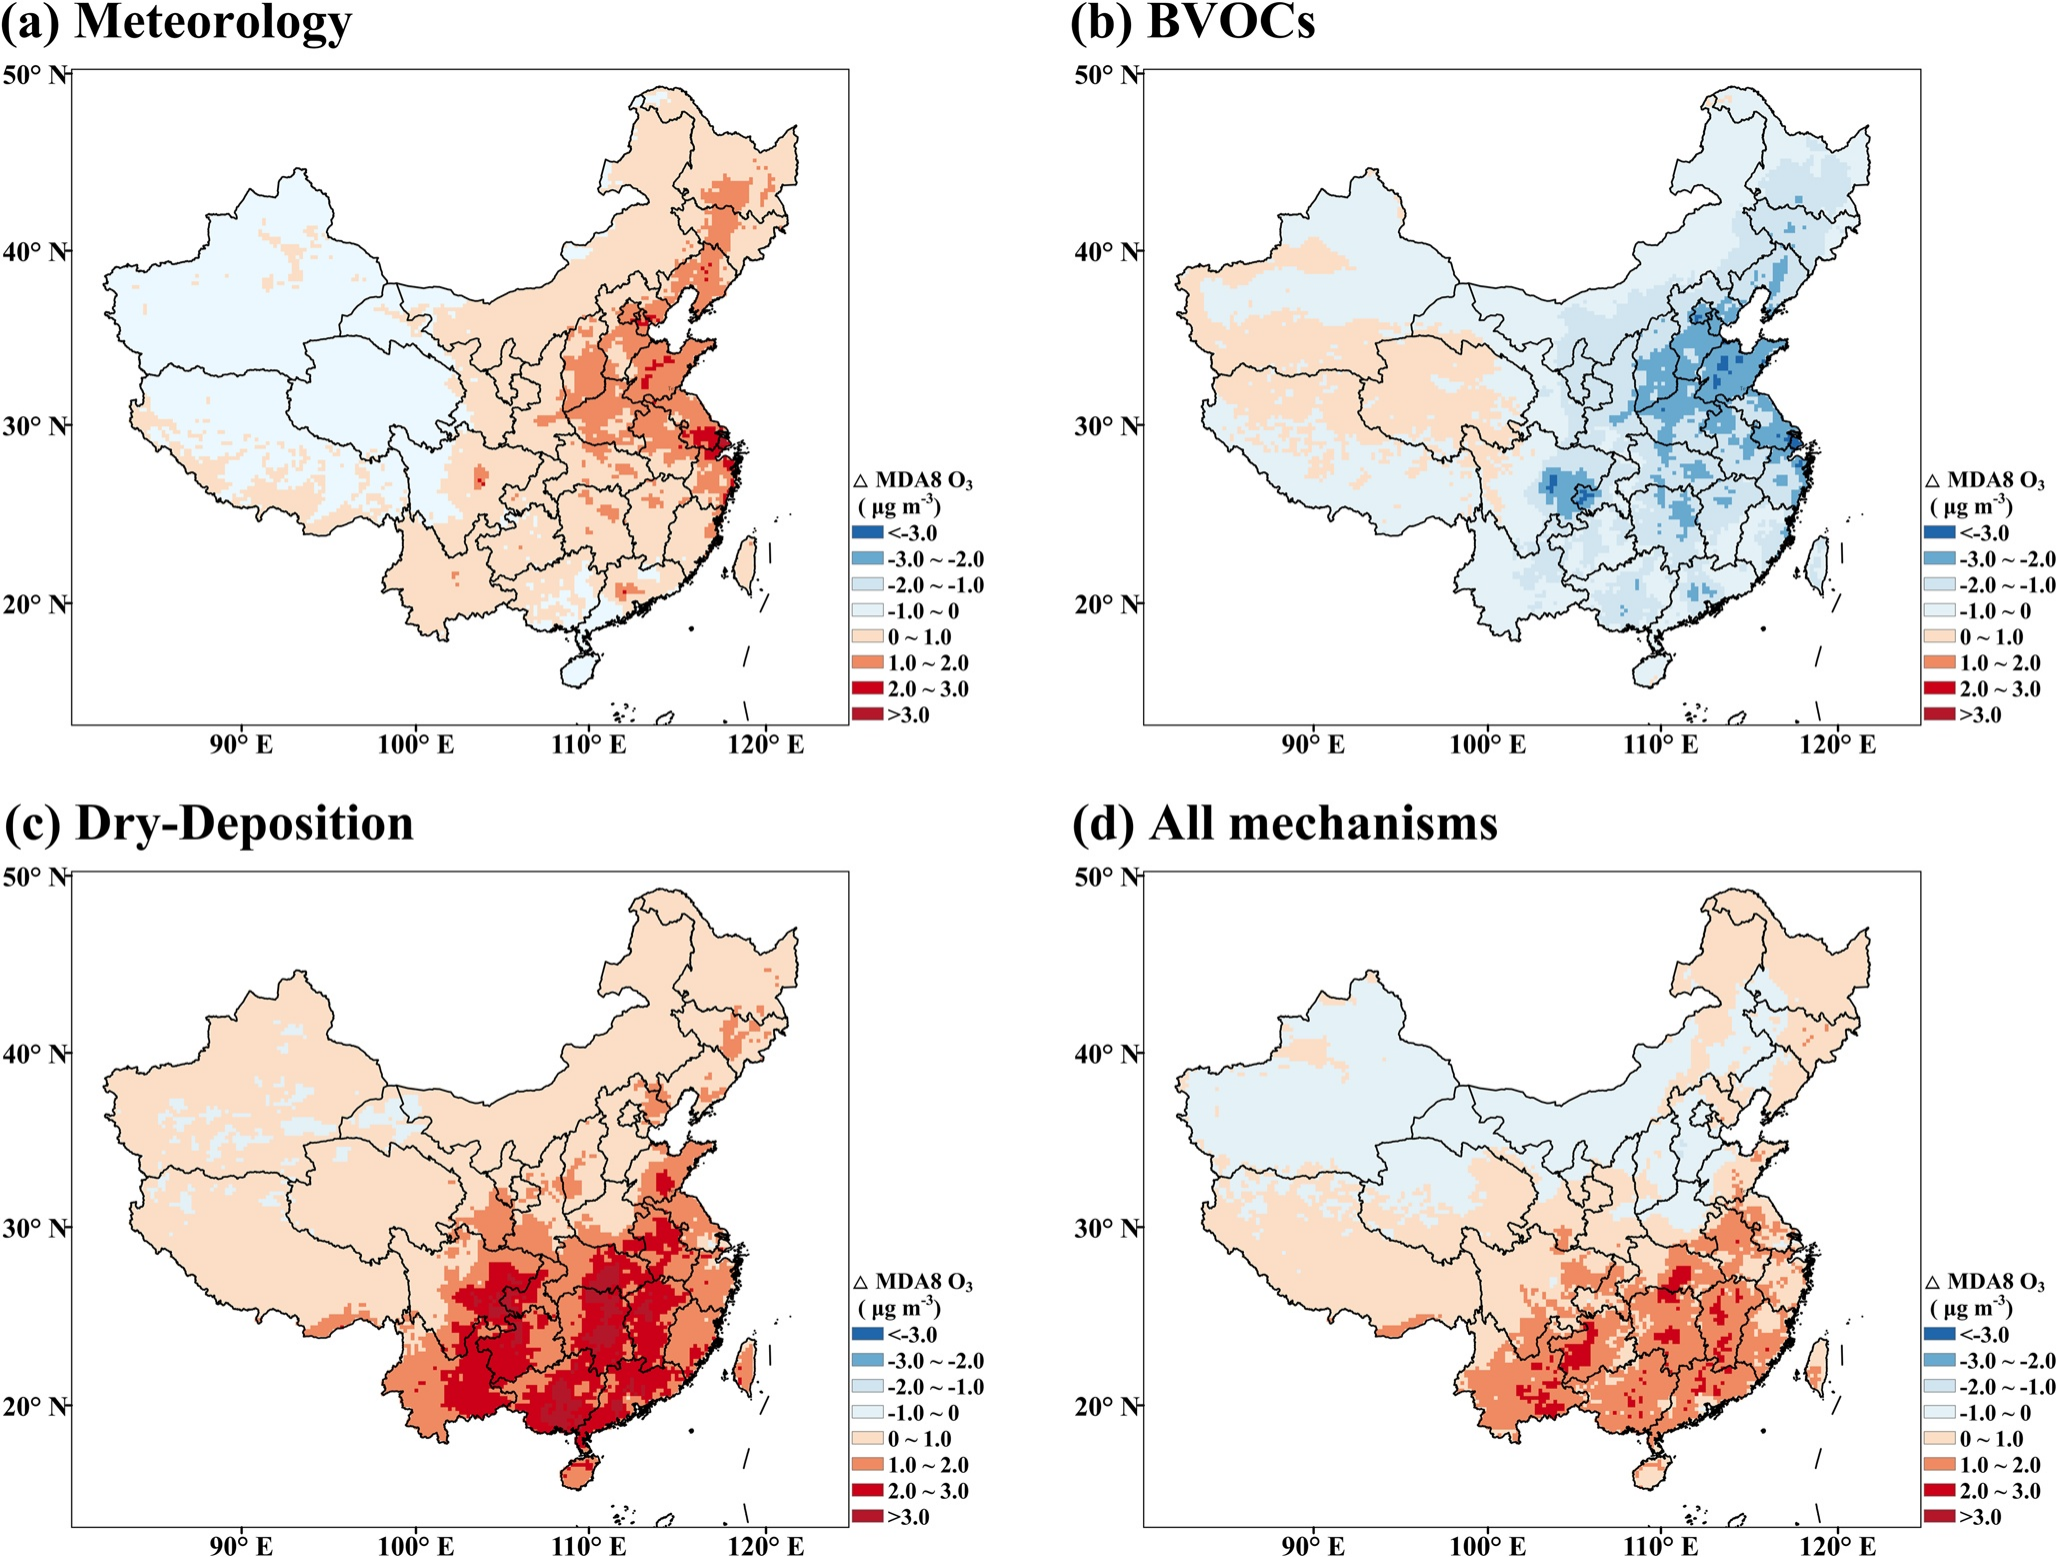 (a) Meteorology
50° N
40° N
30° N
20° N
90° E 100° E 110° E 120° E
△ MDA8 O3
( μg m-3)
<-3.0
-3.0 ~ -2.0
-2.0 ~ -1.0
-1.0 ~ 0
0 ~ 1.0
1.0 ~ 2.0
2.0 ~ 3.0
>3.0
(b) BVOCs
50° N
40° N
30° N
20° N
90° E 100° E 110° E 120° E
△ MDA8 O3
( μg m-3)
<-3.0
-3.0 ~ -2.0
-2.0 ~ -1.0
-1.0 ~ 0
0 ~ 1.0
1.0 ~ 2.0
2.0 ~ 3.0
>3.0
(c) Dry-Deposition
50° N
40° N
30° N
20° N
90° E 100° E 110° E 120° E
△ MDA8 O3
( μg m-3)
<-3.0
-3.0 ~ -2.0
-2.0 ~ -1.0
-1.0 ~ 0
0 ~ 1.0
1.0 ~ 2.0
2.0 ~ 3.0
>3.0
(d) All mechanisms
50° N
40° N
30° N
20° N
90° E 100° E 110° E 120° E
△ MDA8 O3
( μg m-3)
<-3.0
-3.0 ~ -2.0
-2.0 ~ -1.0
-1.0 ~ 0
0 ~ 1.0
1.0 ~ 2.0
2.0 ~ 3.0
>3.0